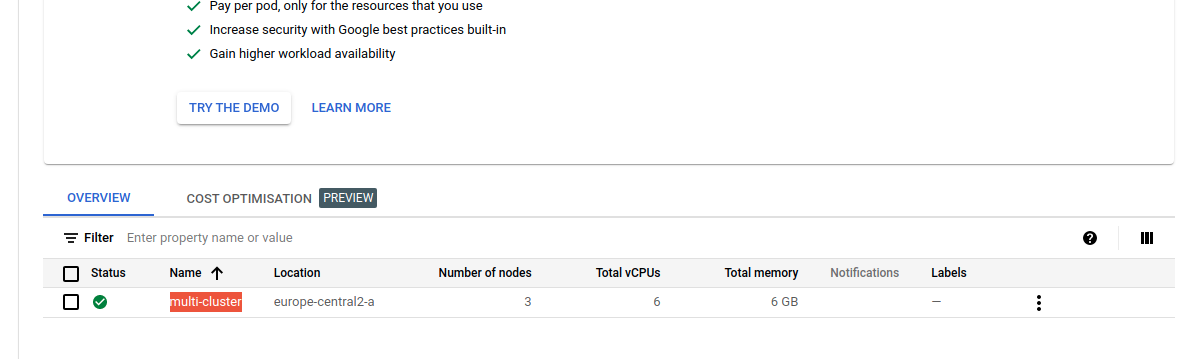 Pay per pod, only for the resources that you use
Increase security with Google best practices built-in
Gain higher workload availability
TRY THE DEMO LEARN MORE
OVERVIEW COST OPTIMISATION PREVIEW
Filter Enter property name or value
Status Name Location Number of nodes Total vCPUs Total memory Notifications Labels
multi-cluster europe-central2-a 3 6 6 GB —